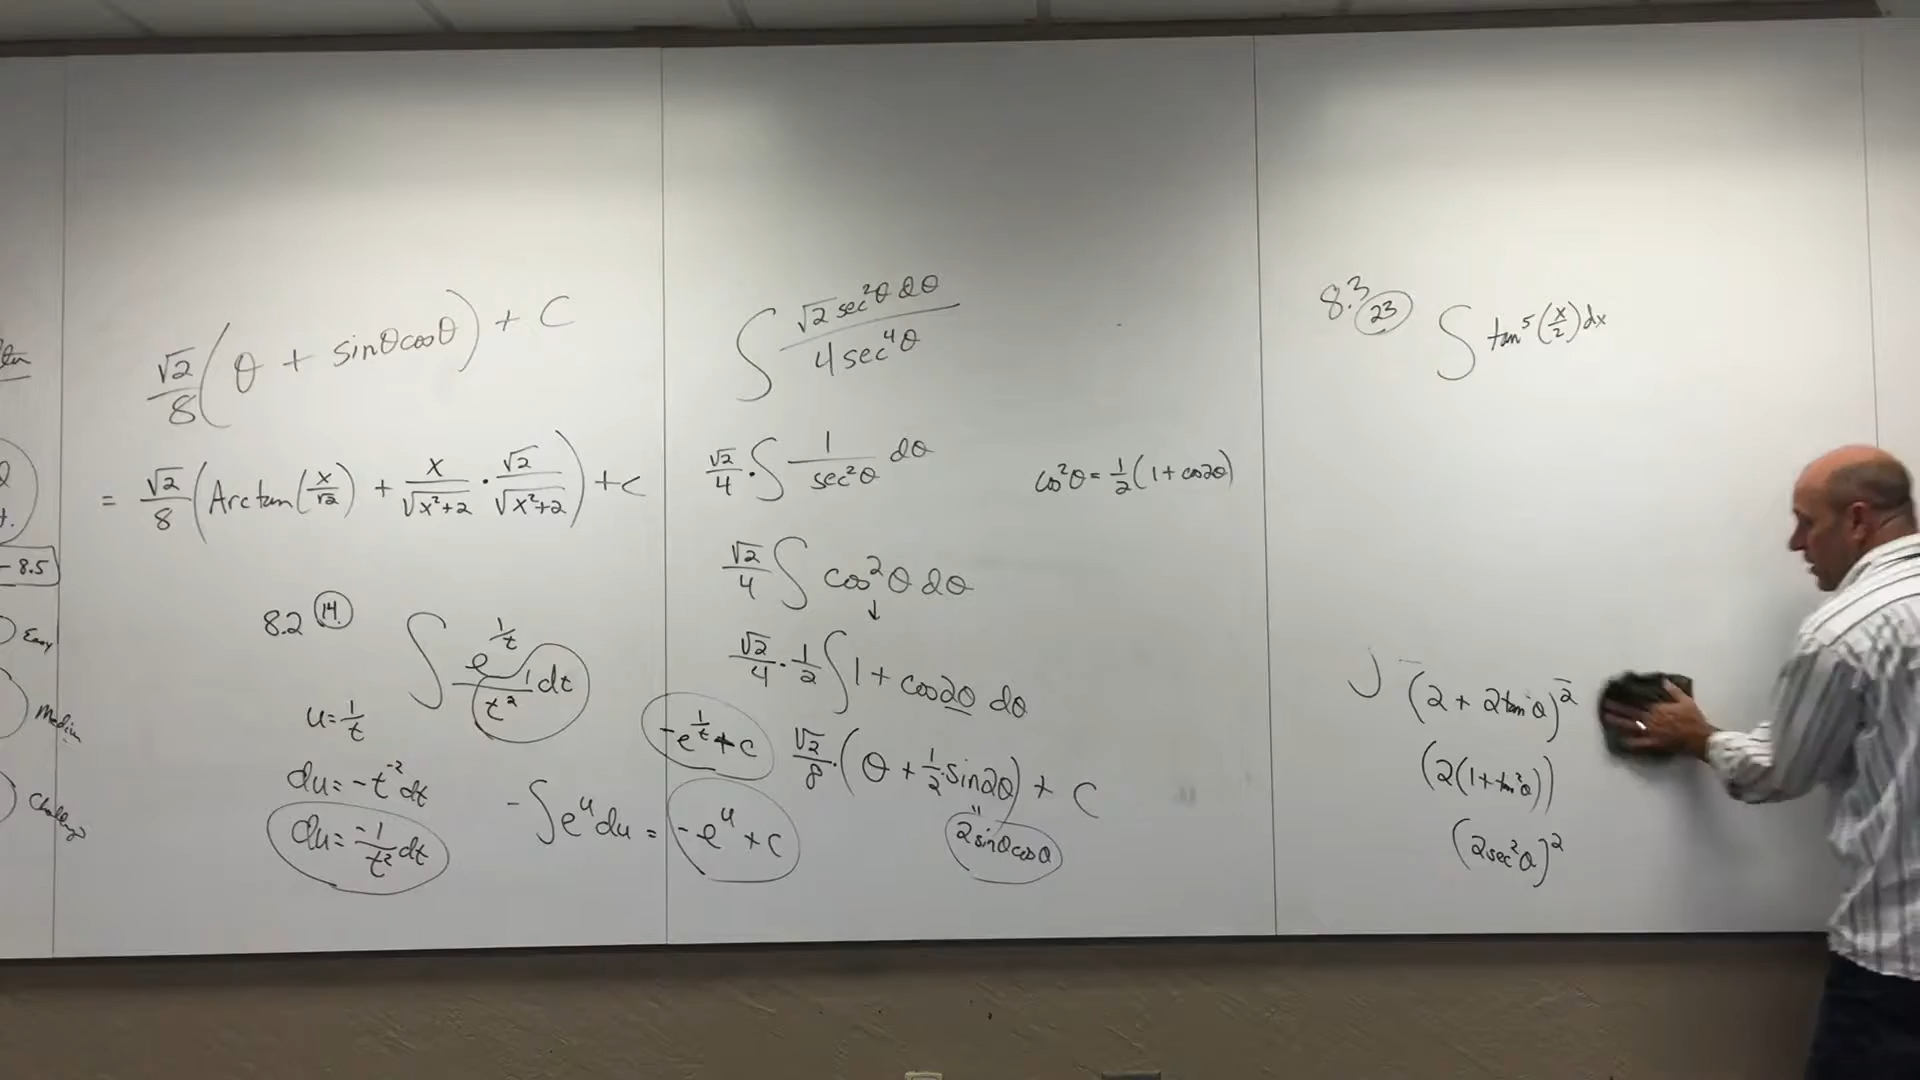 - 8.5
Easy
Medium
Challenge
√2/8 (θ + sinθcosθ) + C
= √2/8 (Arctan(x/√2) + x/√x²+2 · √2/√x²+2) + c
8.2 14. ∫ e^(1/t)/t² dt
u = 1/t
du = -t⁻² dt
du = -1/t² dt
-∫ e^u du = -e^u + c
-e^(1/t) + c
∫ √2 sec²θ dθ / 4 sec⁴θ
√2/4 · ∫ 1/sec²θ dθ
cos²θ = 1/2 (1 + cos2θ)
√2/4 ∫ cos²θ dθ
↓
√2/4 · 1/2 ∫ 1 + cos2θ dθ
√2/8 · (θ + 1/2 · sin2θ) + C
"
2sinθcosθ
8.3 23 ∫ tan⁵(x/2) dx
(2 + 2tan²θ)²
(2(1 + tan²θ))
(2sec²θ)²